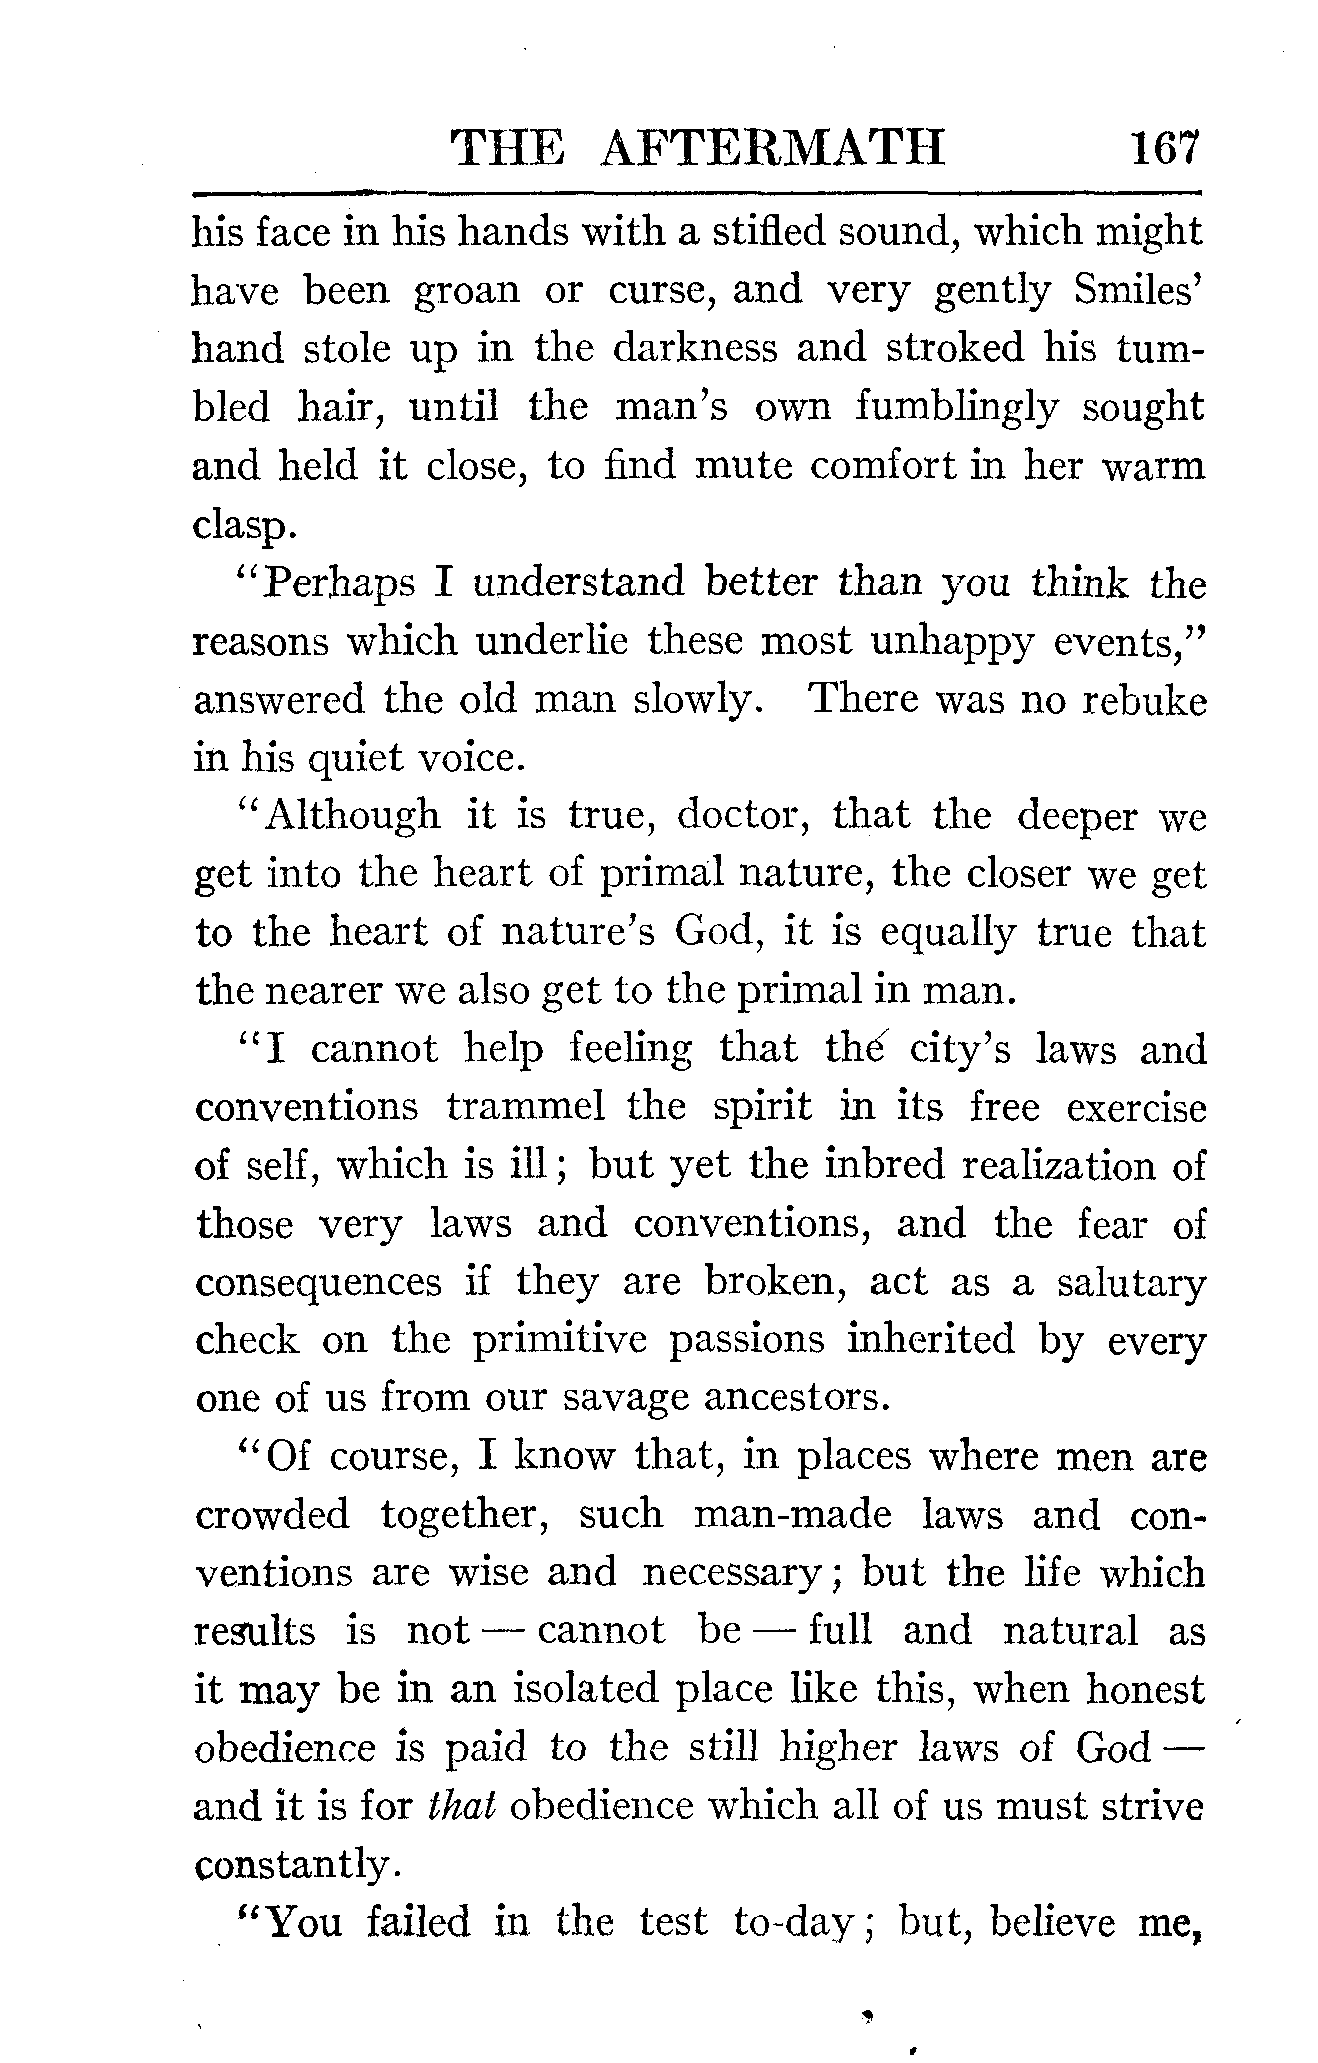 THE AFTERMATH 167
his face in his hands with a stifled sound, which might
have been groan or curse, and very gently Smiles'
hand stole up in the darkness and stroked his tum-
bled hair, until the man's own fumblingly sought
and held it close, to find mute comfort in her warm
clasp.
"Perhaps I understand better than you think the
reasons which underlie these most unhappy events,"
answered the old man slowly. There was no rebuke
in his quiet voice.
"Although it is true, doctor, that the deeper we
get into the heart of primal nature, the closer we get
to the heart of nature's God, it is equally true that
the nearer we also get to the primal in man.
"I cannot help feeling that the city's laws and
conventions trammel the spirit in its free exercise
of self, which is ill; but yet the inbred realization of
those very laws and conventions, and the fear of
consequences if they are broken, act as a salutary
check on the primitive passions inherited by every
one of us from our savage ancestors.
"Of course, I know that, in places where men are
crowded together, such man-made laws and con-
ventions are wise and necessary; but the life which
results is not — cannot be — full and natural as
it may be in an isolated place like this, when honest
obedience is paid to the still higher laws of God —
and it is for that obedience which all of us must strive
constantly.
"You failed in the test to-day; but, believe me,